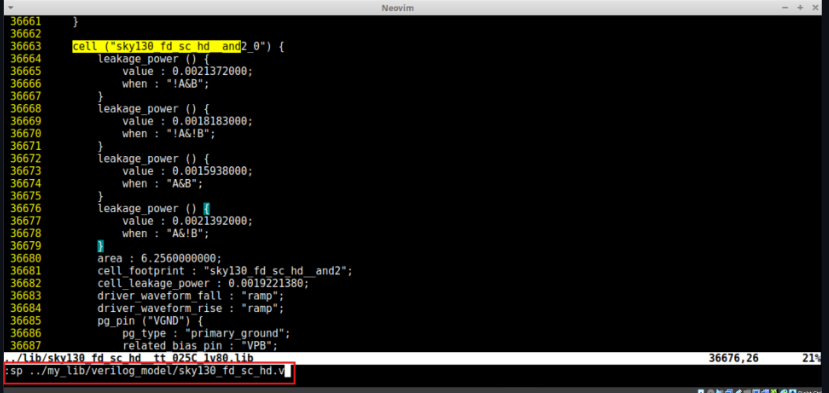 Neovim
36661 }
36662
36663 cell ("sky130_fd_sc_hd__and2_0") {
36664 leakage_power () {
36665 value : 0.0021372000;
36666 when : "!A&B";
36667 }
36668 leakage_power () {
36669 value : 0.0018183000;
36670 when : "!A&!B";
36671 }
36672 leakage_power () {
36673 value : 0.0015938000;
36674 when : "A&B";
36675 }
36676 leakage_power () {
36677 value : 0.0021392000;
36678 when : "A&!B";
36679 }
36680 area : 6.2560000000;
36681 cell_footprint : "sky130_fd_sc_hd__and2";
36682 cell_leakage_power : 0.0019221380;
36683 driver_waveform_fall : "ramp";
36684 driver_waveform_rise : "ramp";
36685 pg_pin ("VGND") {
36686 pg_type : "primary_ground";
36687 related_bias_pin : "VPB";
../lib/sky130_fd_sc_hd__tt_025C_1v80.lib 36676,26 21%
:sp ../my_lib/verilog_model/sky130_fd_sc_hd.v